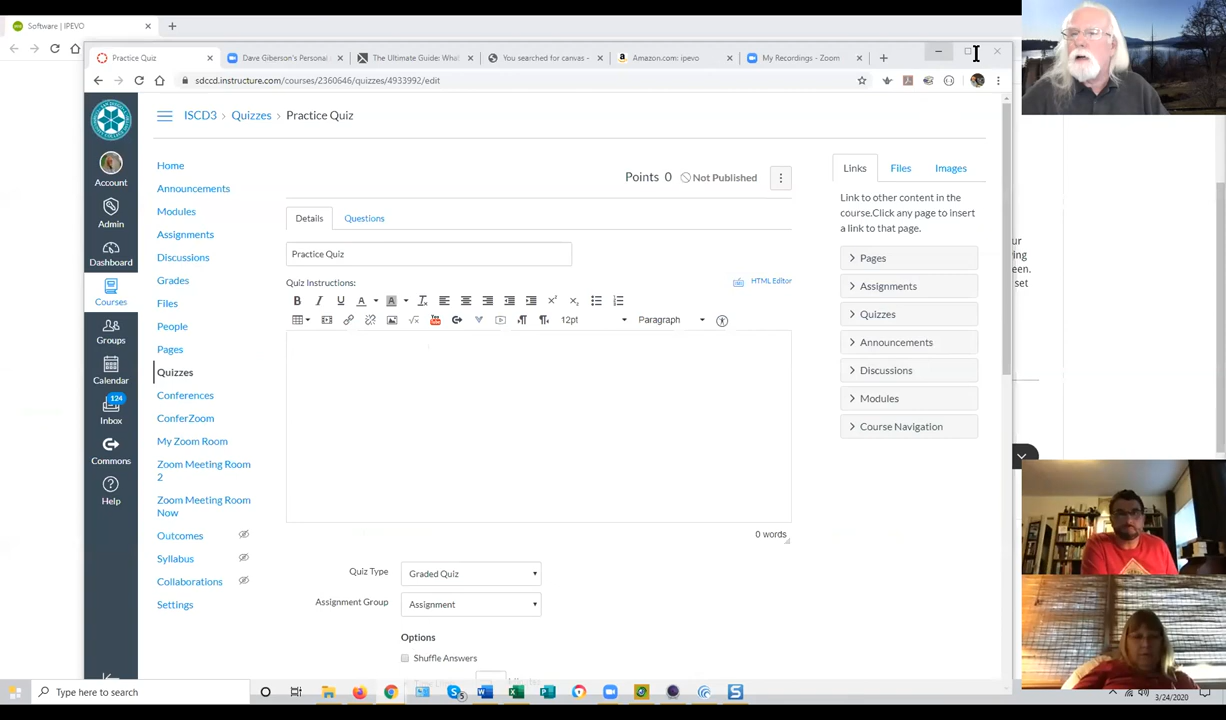 Software | IPEVO
Practice Quiz
Dave Giberson's Personal
The Ultimate Guide: What
You searched for canvas -
Amazon.com: ipevo
My Recordings - Zoom
sdccd.instructure.com/courses/2360646/quizzes/4933992/edit
ISCD3 > Quizzes > Practice Quiz
Account
Admin
Dashboard
Courses
Groups
Calendar
124
Inbox
Commons
Help
Home
Announcements
Modules
Assignments
Discussions
Grades
Files
People
Pages
Quizzes
Conferences
ConferZoom
My Zoom Room
Zoom Meeting Room
2
Zoom Meeting Room
Now
Outcomes
Syllabus
Collaborations
Settings
Points 0 Not Published
Details Questions
Practice Quiz
Quiz Instructions:
HTML Editor
12pt Paragraph
0 words
Quiz Type Graded Quiz
Assignment Group Assignment
Options
Shuffle Answers
Links Files Images
Link to other content in the
course.Click any page to insert
a link to that page.
Pages
Assignments
Quizzes
Announcements
Discussions
Modules
Course Navigation
ur
een.
set
Type here to search
3/24/2020